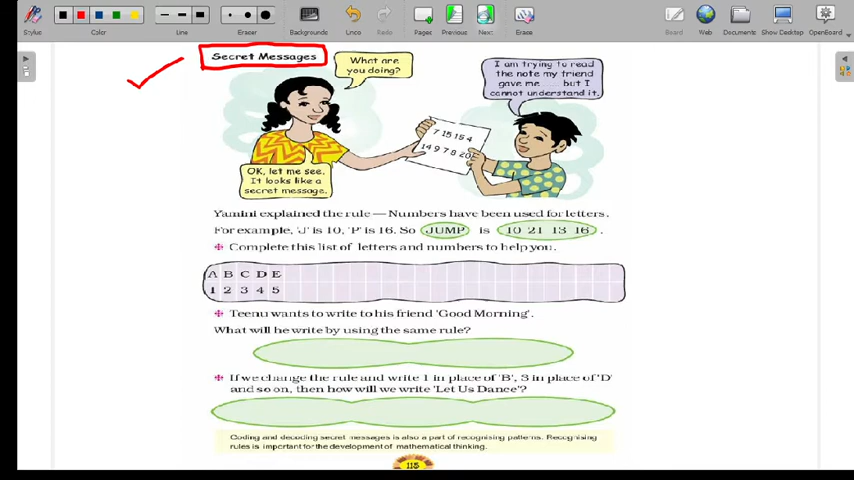 Stylus
Color
Eraser
Backgrounds
Undo
Pages
Previous
Next
Erase
Board
Web
Documents
Show Desktop
OpenBoard
Secret Messages
What are
you doing?
I am trying to read
the note my friend
gave me but I
cannot understand it.
7 15 15 4
14 9 7 8 20
OK, let me see.
It looks like a
secret message.
Yamini explained the rule — Numbers have been used for letters.
For example, 'J' is 10, 'P' is 16. So JUMP is 10 21 13 16 .
Complete this list of letters and numbers to help you.
A B C D E
1 2 3 4 5
Teenu wants to write to his friend 'Good Morning'.
What will he write by using the same rule?
If we change the rule and write 1 in place of 'B', 3 in place of 'D'
and so on, then how will we write 'Let Us Dance'?
Coding and decoding secret messages is also a part of recognising patterns. Recognising
rules is important for the development of mathematical thinking.
115